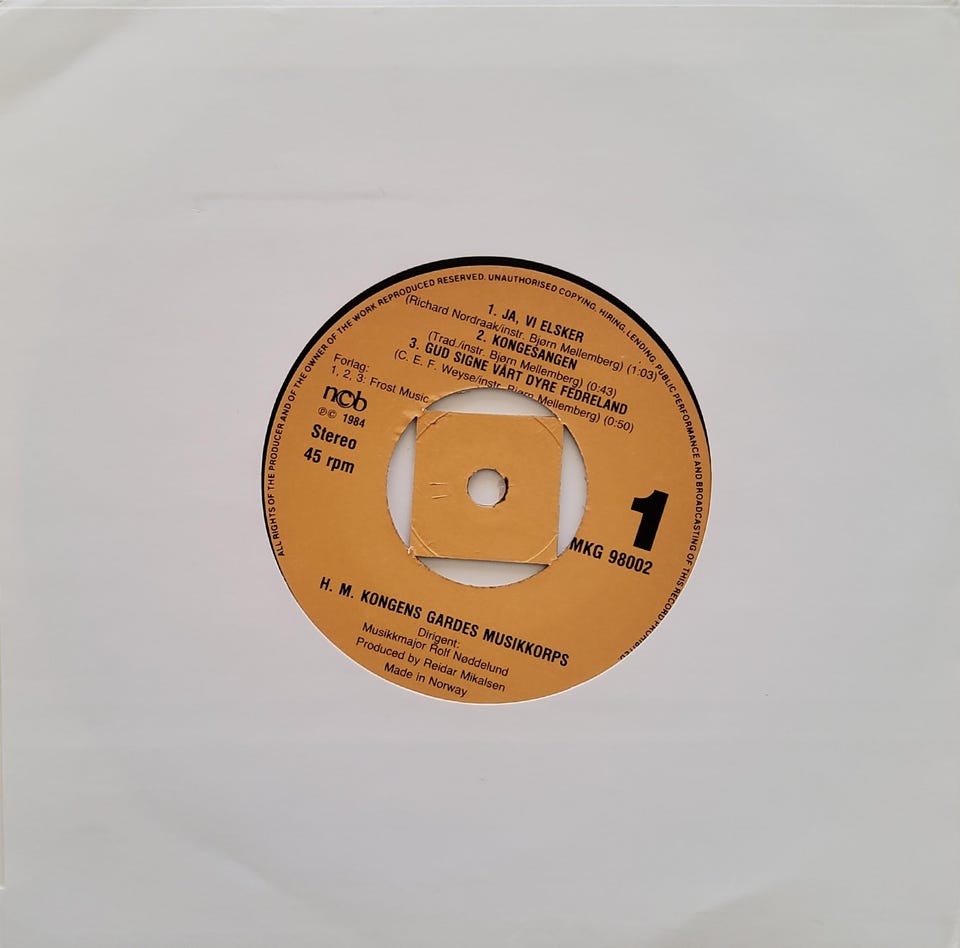 ALL RIGHTS OF THE PRODUCER AND OF THE OWNER OF THE WORK REPRODUCED RESERVED. UNAUTHORISED COPYING, HIRING, LENDING, PUBLIC PERFORMANCE AND BROADCASTING OF THIS RECORD PROHIBITED
1. JA, VI ELSKER
(Richard Nordraak/instr. Bjørn Mellemberg) (1:03)
2. KONGESANGEN
(Trad./instr. Bjørn Mellemberg) (0:43)
3. GUD SIGNE VÅRT DYRE FEDRELAND
(C. E. F. Weyse/instr. Bjørn Mellemberg) (0:50)
Forlag:
1, 2, 3: Frost Music
ncb
℗© 1984
Stereo
45 rpm
1
MKG 98002
H. M. KONGENS GARDES MUSIKKORPS
Dirigent:
Musikkmajor Rolf Nøddelund
Produced by Reidar Mikalsen
Made in Norway